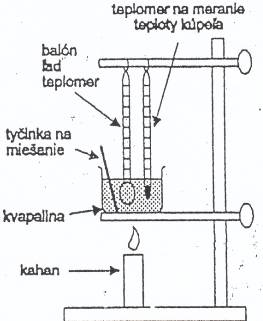 teplomer na meranie
teploty kúpeľa
balón
ľad
teplomer
tyčinka na
miešanie
kvapalina
kahan